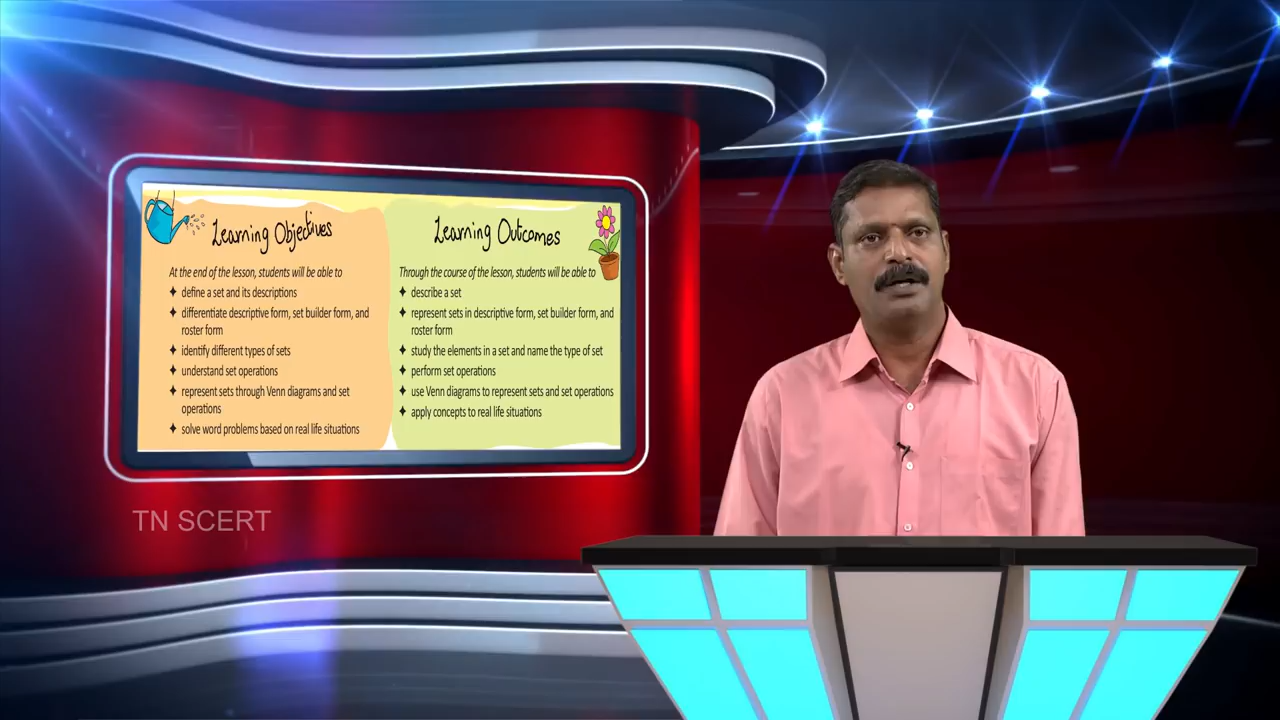 Learning Objectives
At the end of the lesson, students will be able to
define a set and its descriptions
differentiate descriptive form, set builder form, and
roster form
identify different types of sets
understand set operations
represent sets through Venn diagrams and set
operations
solve word problems based on real life situations
Learning Outcomes
Through the course of the lesson, students will be able to
describe a set
represent sets in descriptive form, set builder form, and
roster form
study the elements in a set and name the type of set
perform set operations
use Venn diagrams to represent sets and set operations
apply concepts to real life situations
TN SCERT